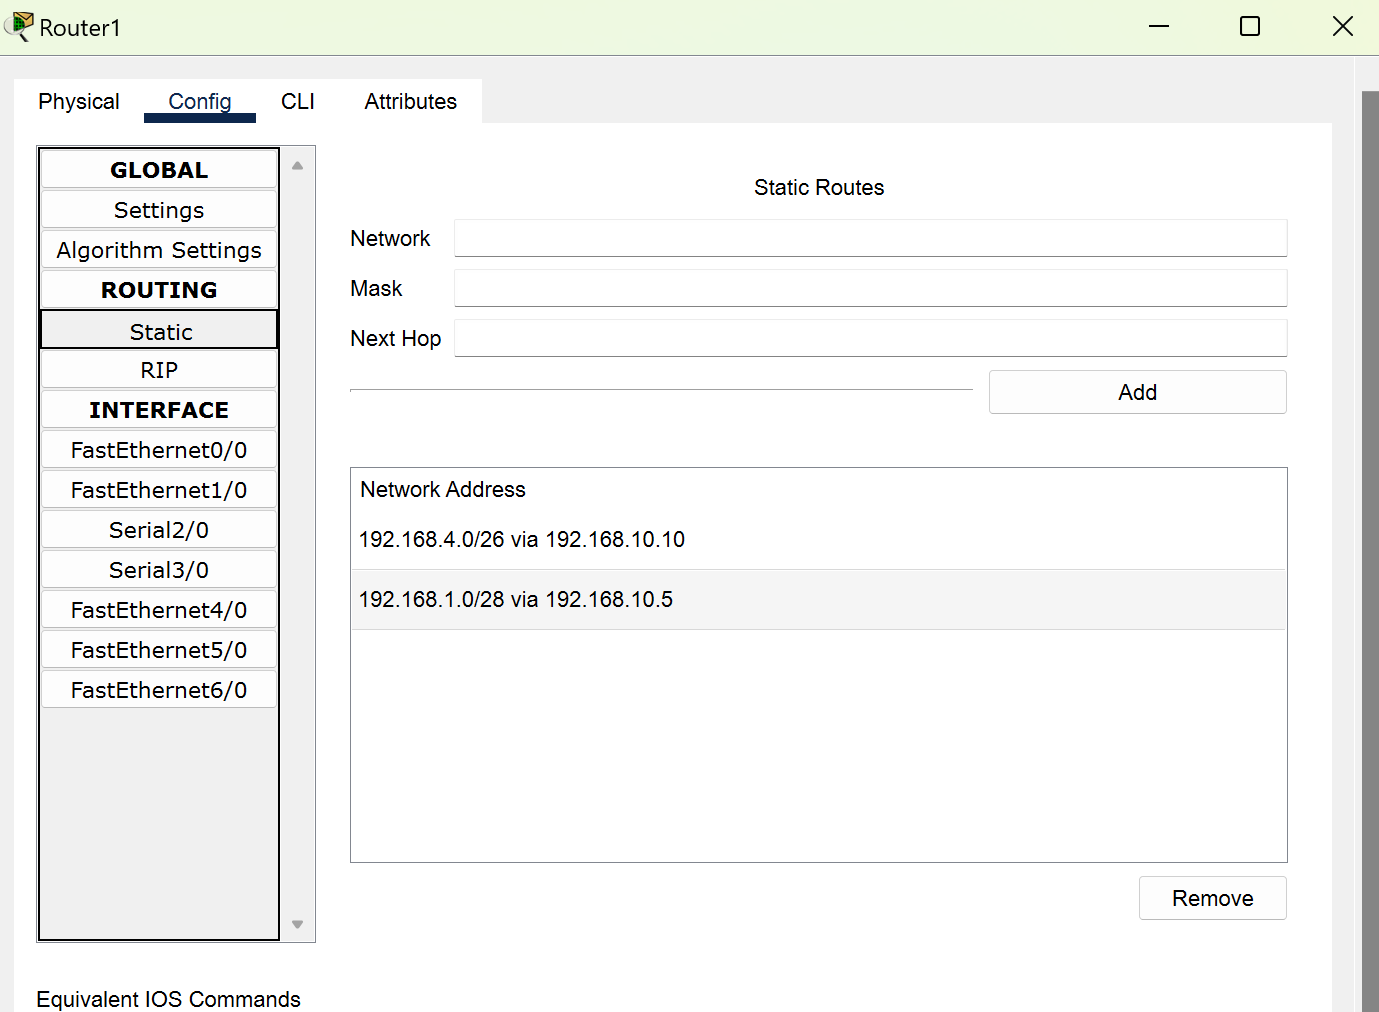 Router1
Physical Config CLI Attributes
GLOBAL
Settings
Algorithm Settings
ROUTING
Static
RIP
INTERFACE
FastEthernet0/0
FastEthernet1/0
Serial2/0
Serial3/0
FastEthernet4/0
FastEthernet5/0
FastEthernet6/0
Static Routes
Network
Mask
Next Hop
Add
Network Address
192.168.4.0/26 via 192.168.10.10
192.168.1.0/28 via 192.168.10.5
Remove
Equivalent IOS Commands